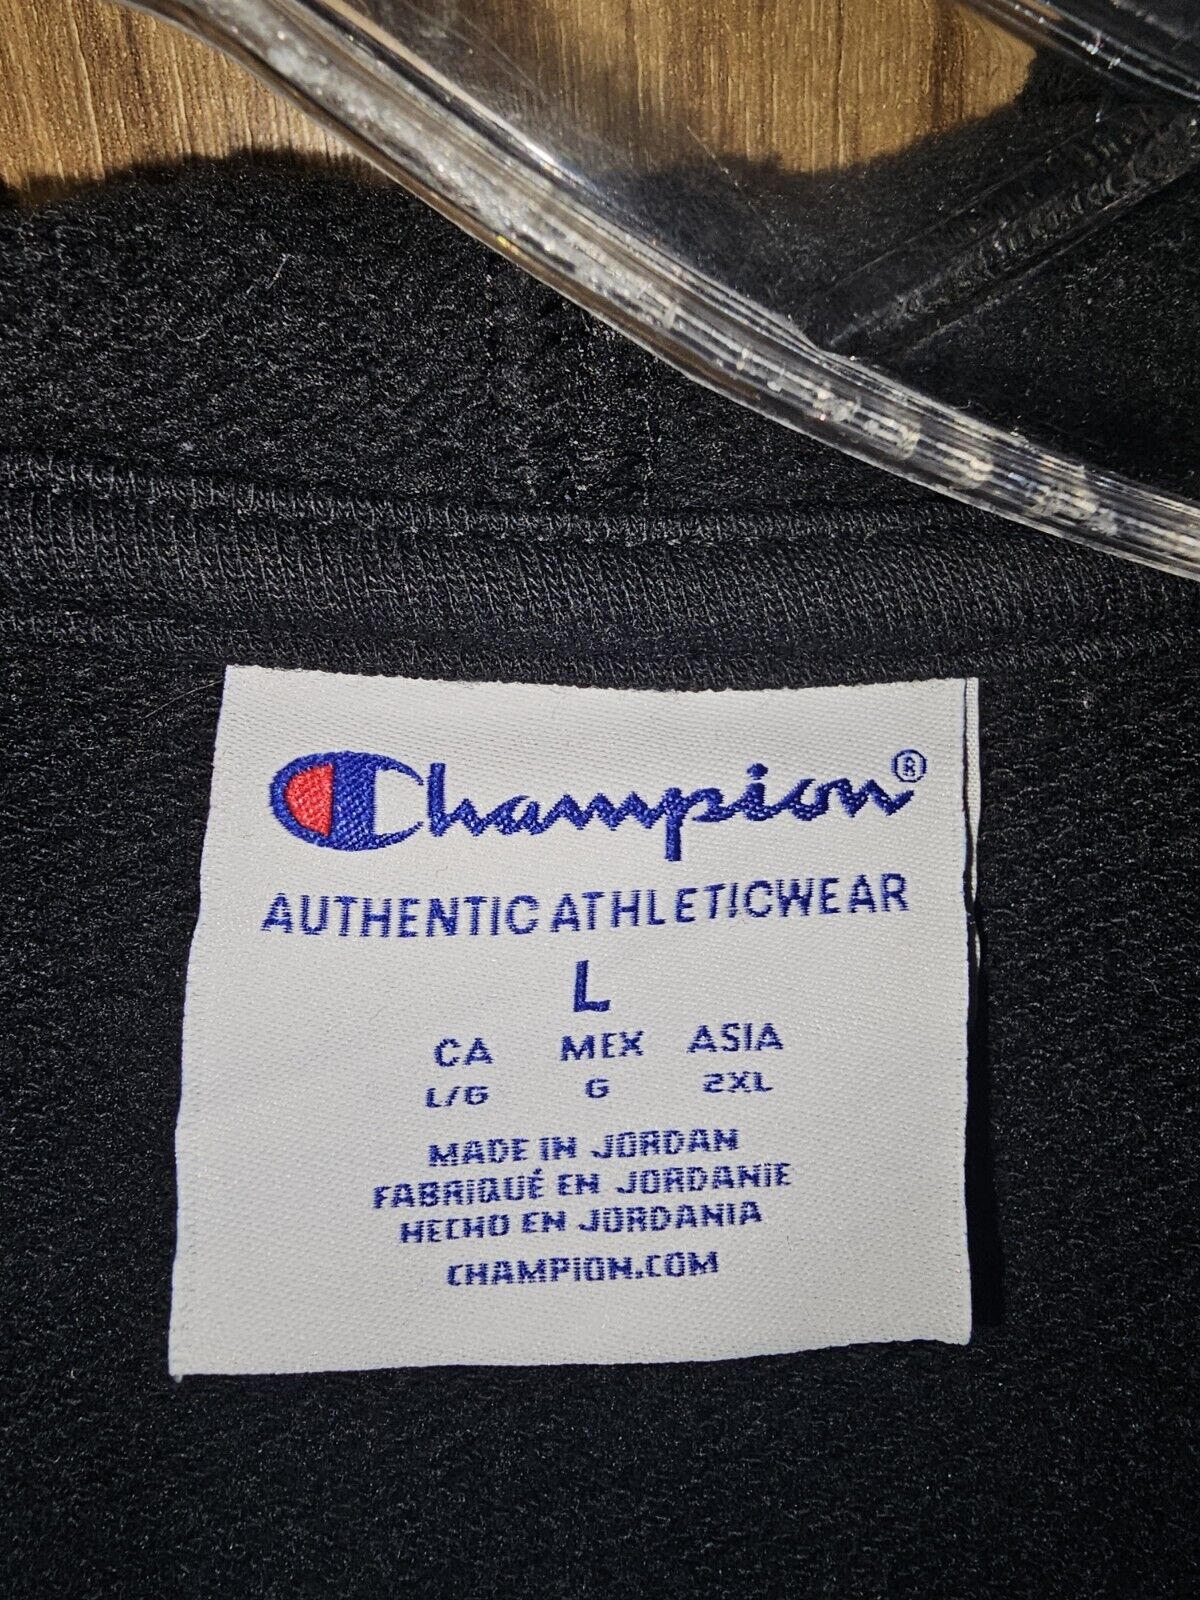 Champion®
AUTHENTIC ATHLETICWEAR
L
CA MEX ASIA
L/G G 2XL
MADE IN JORDAN
FABRIQUÉ EN JORDANIE
HECHO EN JORDANIA
CHAMPION.COM